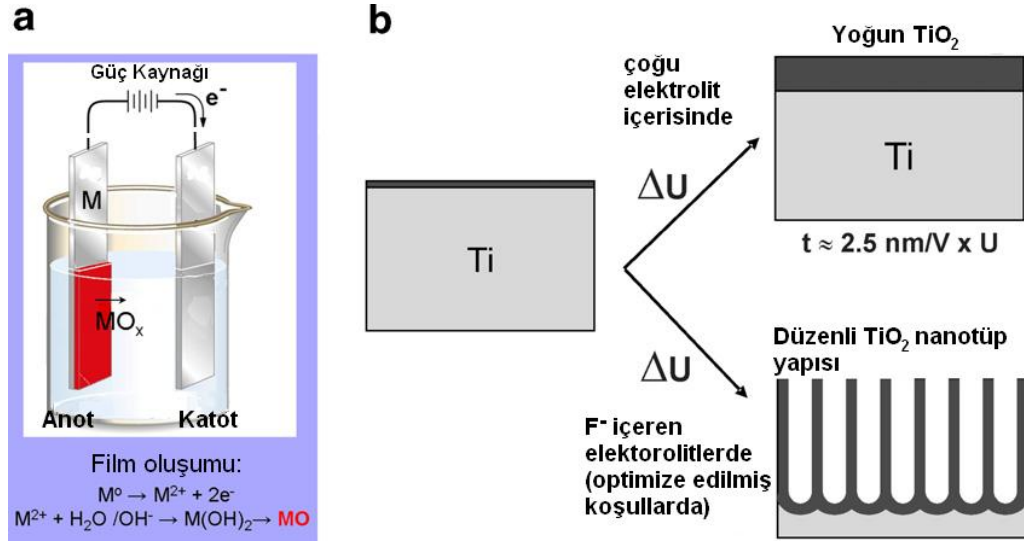 a
Güç Kaynağı
e⁻
M
MOₓ
Anot
Katot
Film oluşumu:
Mº → M²⁺ + 2e⁻
M²⁺ + H₂O /OH⁻ → M(OH)₂ → MO
b
Ti
çoğu
elektrolit
içerisinde
ΔU
Yoğun TiO₂
Ti
t ≈ 2.5 nm/V x U
ΔU
F⁻ içeren
elektorolitlerde
(optimize edilmiş
koşullarda)
Düzenli TiO₂ nanotüp
yapısı